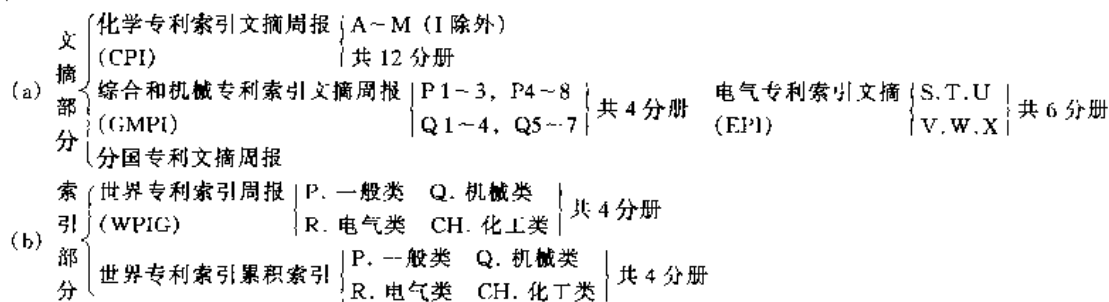 化学专利索引文摘周报 A~M (I 除外)
(CPI) 共 12 分册
(a) 文摘部分 综合和机械专利索引文摘周报 P 1~3, P4~8 共 4 分册 电气专利索引文摘 S.T.U 共 6 分册
(GMPI) Q 1~4, Q5~7 (EPI) V.W.X
分国专利文摘周报
世界专利索引周报 P. 一般类 Q. 机械类 共 4 分册
(WPIG) R. 电气类 CH. 化工类
(b) 索引部分
世界专利索引累积索引 P. 一般类 Q. 机械类 共 4 分册
R. 电气类 CH. 化工类